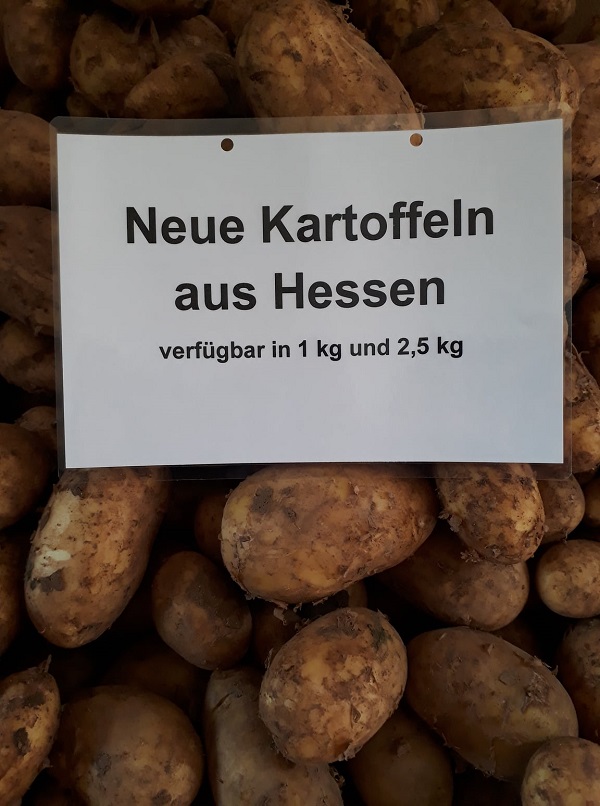 Neue Kartoffeln
aus Hessen
verfügbar in 1 kg und 2,5 kg